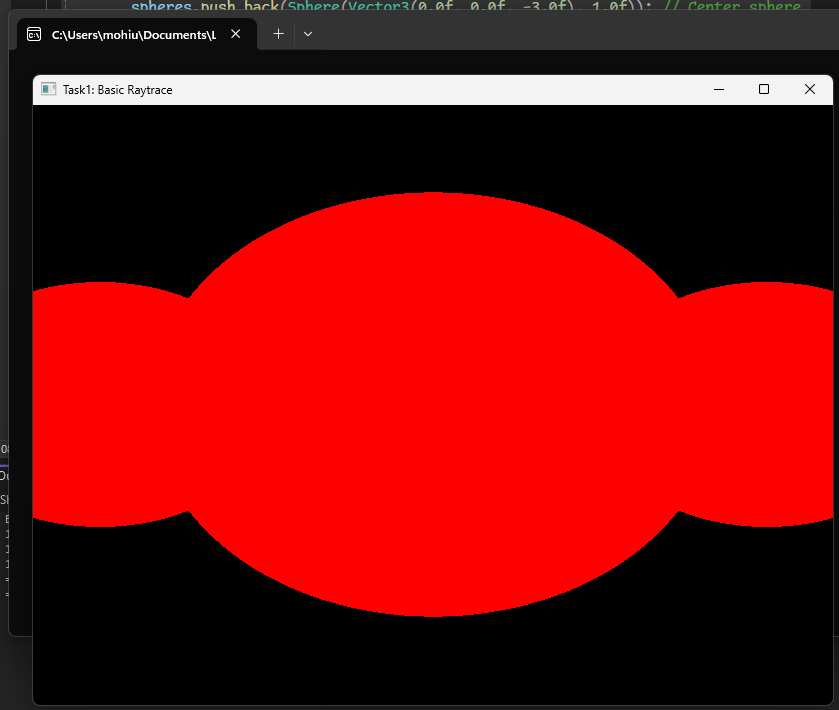 spheres.push_back(Sphere(Vector3(0.0f, 0.0f, -3.0f), 1.0f)); // Center sphere
C:\Users\mohiu\Documents\L
Task1: Basic Raytrace